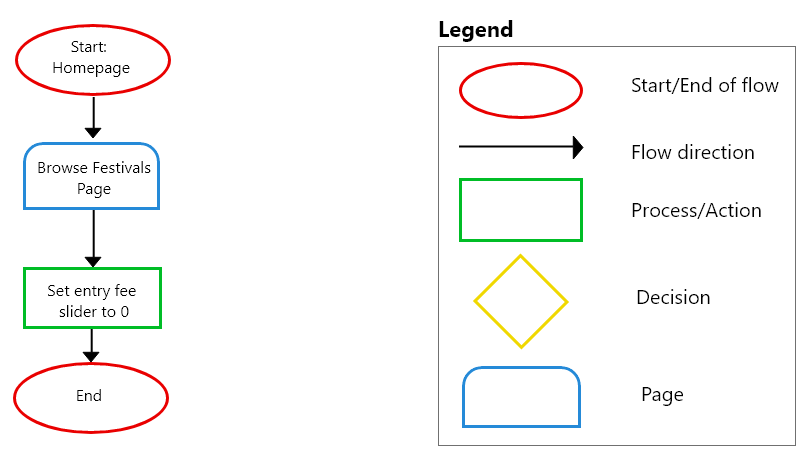 Start:
Homepage
Browse Festivals
Page
Set entry fee
slider to 0
End
Legend
Start/End of flow
Flow direction
Process/Action
Decision
Page